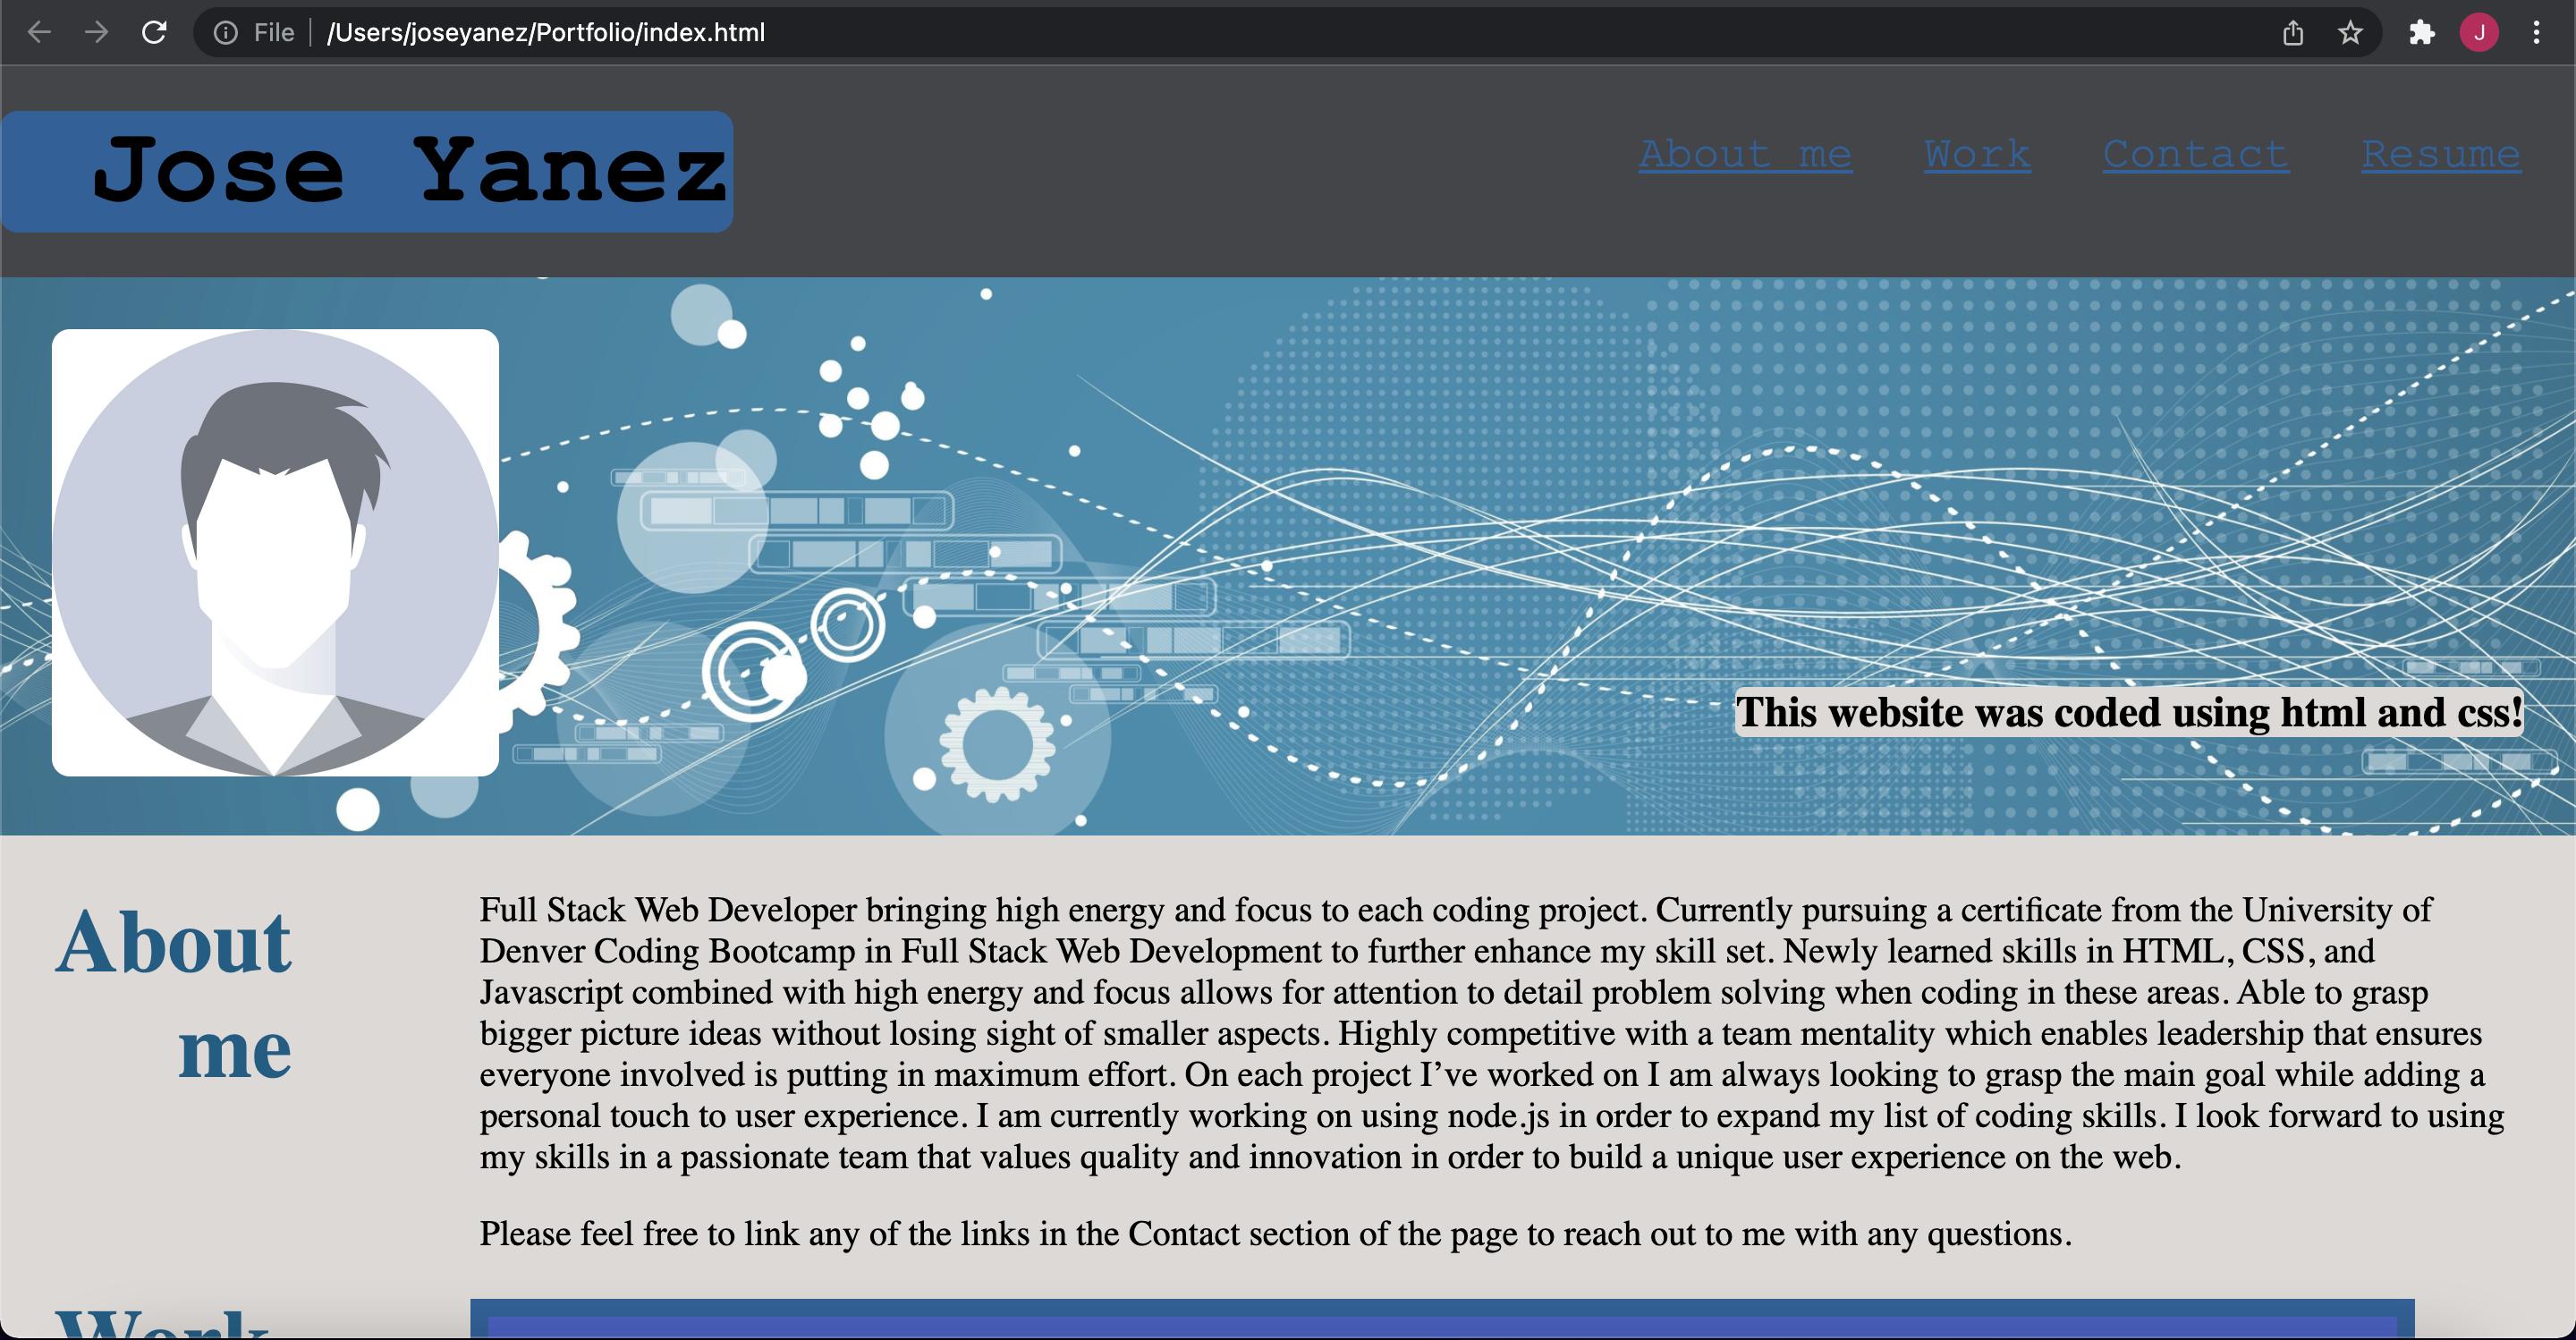 File /Users/joseyanez/Portfolio/index.html
J
Jose Yanez
About me Work Contact Resume
This website was coded using html and css!
About
me
Full Stack Web Developer bringing high energy and focus to each coding project. Currently pursuing a certificate from the University of
Denver Coding Bootcamp in Full Stack Web Development to further enhance my skill set. Newly learned skills in HTML, CSS, and
Javascript combined with high energy and focus allows for attention to detail problem solving when coding in these areas. Able to grasp
bigger picture ideas without losing sight of smaller aspects. Highly competitive with a team mentality which enables leadership that ensures
everyone involved is putting in maximum effort. On each project I’ve worked on I am always looking to grasp the main goal while adding a
personal touch to user experience. I am currently working on using node.js in order to expand my list of coding skills. I look forward to using
my skills in a passionate team that values quality and innovation in order to build a unique user experience on the web.
Please feel free to link any of the links in the Contact section of the page to reach out to me with any questions.
Work